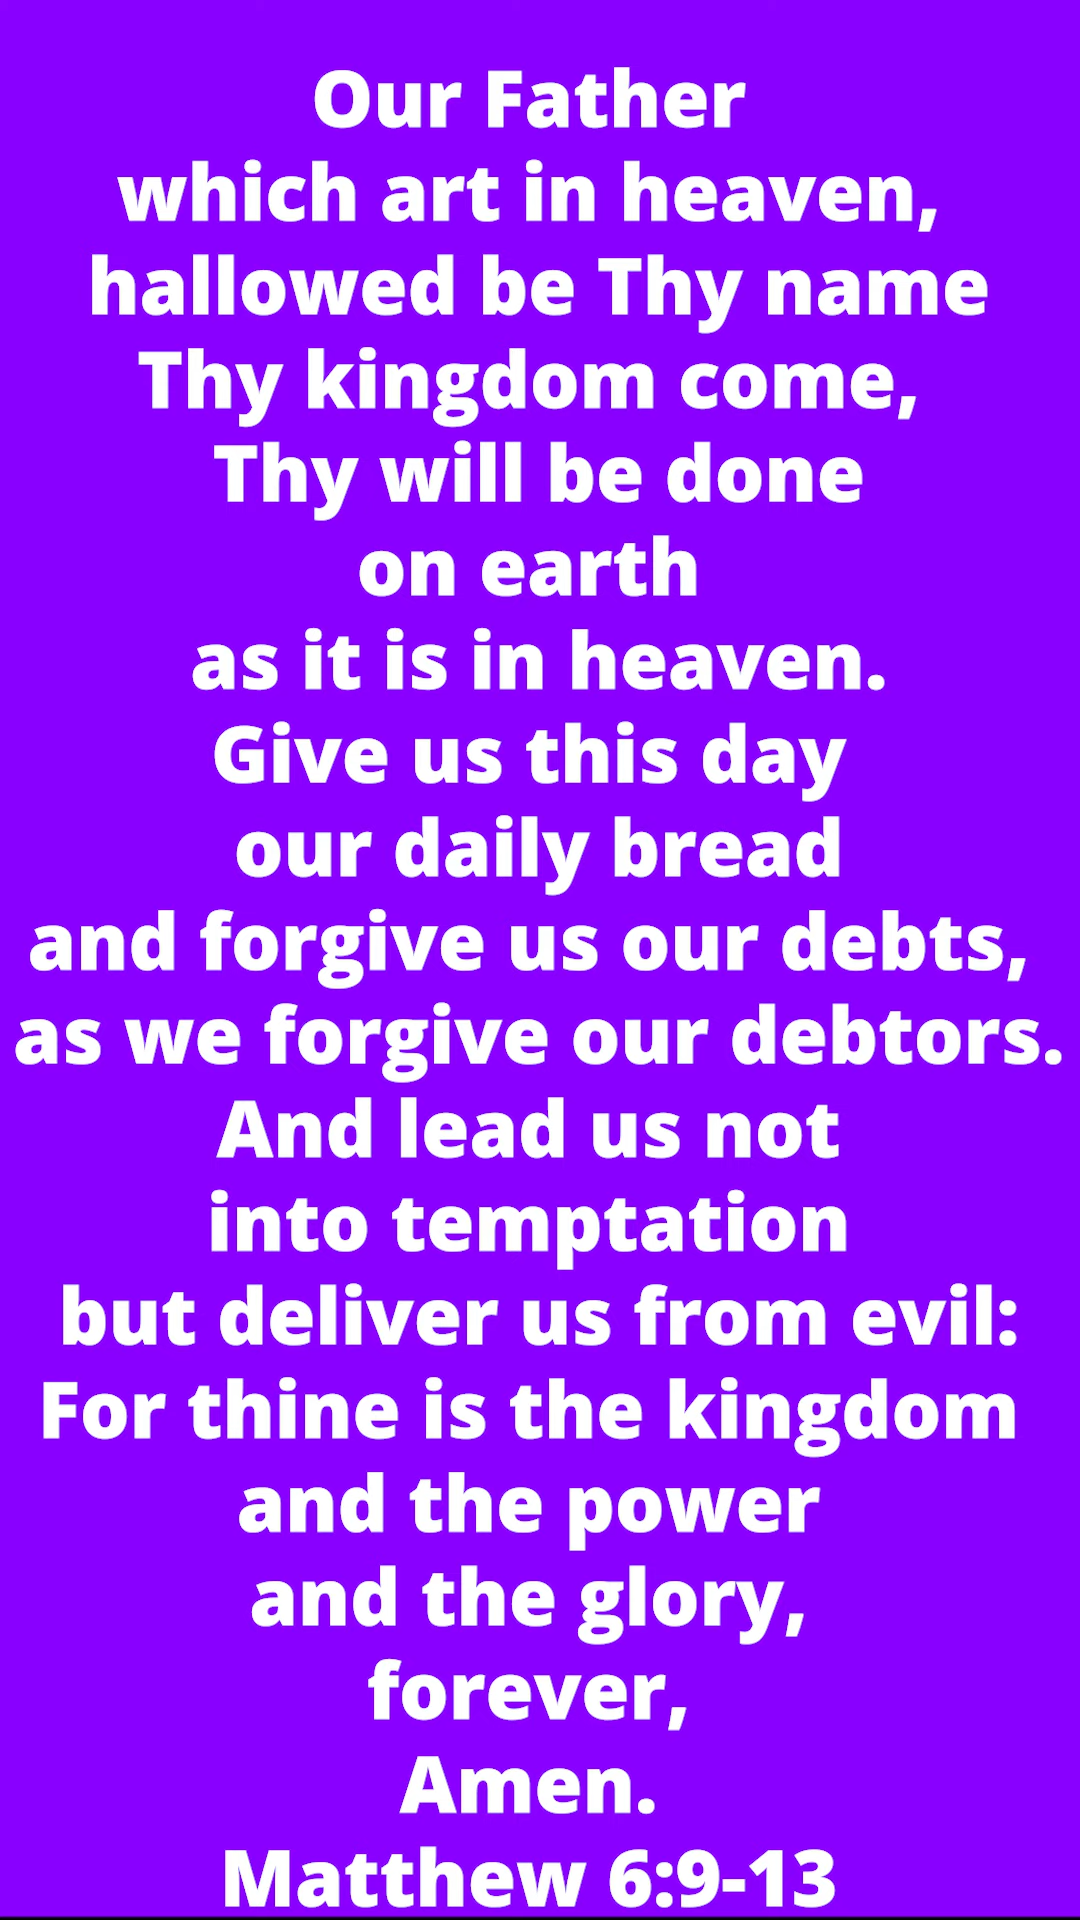 Our Father
which art in heaven,
hallowed be Thy name
Thy kingdom come,
Thy will be done
on earth
as it is in heaven.
Give us this day
our daily bread
and forgive us our debts,
as we forgive our debtors.
And lead us not
into temptation
but deliver us from evil:
For thine is the kingdom
and the power
and the glory,
forever,
Amen.
Matthew 6:9-13